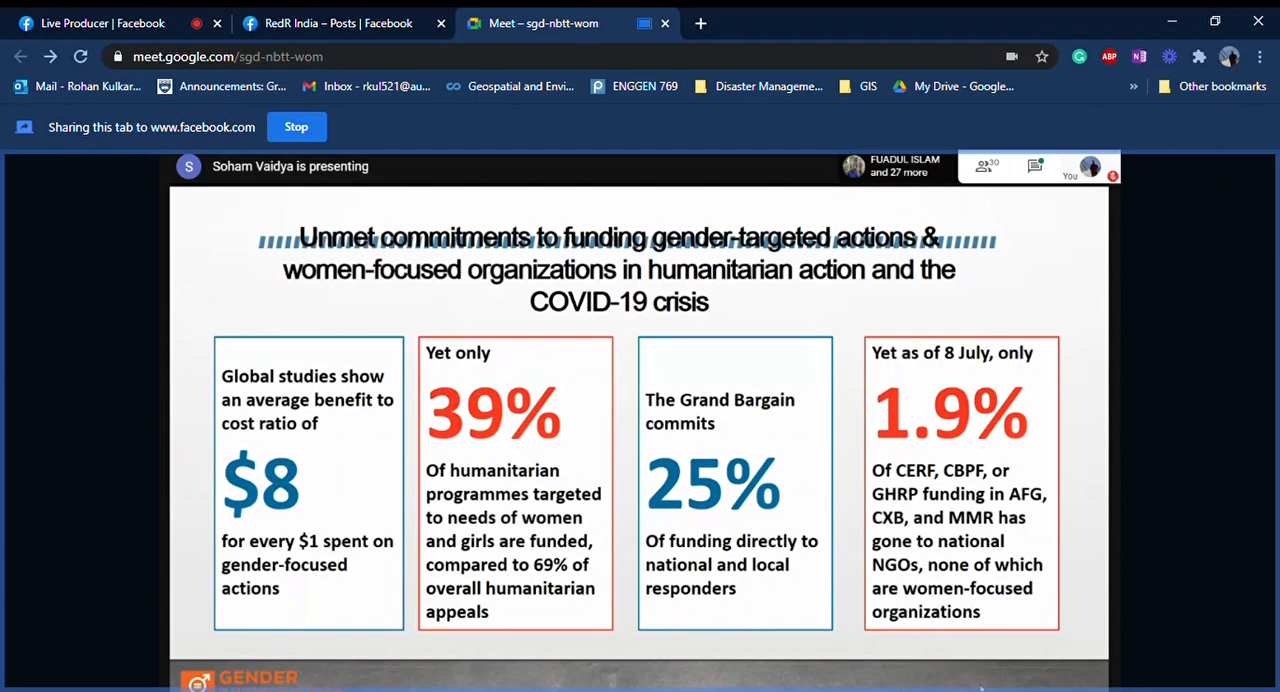 Live Producer | Facebook
RedR India – Posts | Facebook
Meet – sgd-nbtt-wom
meet.google.com/sgd-nbtt-wom
Mail - Rohan Kulkar...
Announcements: Gr...
Inbox - rkul521@au...
Geospatial and Envi...
ENGGEN 769
Disaster Manageme...
GIS
My Drive - Google...
»
Other bookmarks
Sharing this tab to www.facebook.com
Stop
S
Soham Vaidya is presenting
FUADUL ISLAM
and 27 more
30
You
Unmet commitments to funding gender-targeted actions &
women-focused organizations in humanitarian action and the
COVID-19 crisis
Global studies show
an average benefit to
cost ratio of
$8
for every $1 spent on
gender-focused
actions
Yet only
39%
Of humanitarian
programmes targeted
to needs of women
and girls are funded,
compared to 69% of
overall humanitarian
appeals
The Grand Bargain
commits
25%
Of funding directly to
national and local
responders
Yet as of 8 July, only
1.9%
Of CERF, CBPF, or
GHRP funding in AFG,
CXB, and MMR has
gone to national
NGOs, none of which
are women-focused
organizations
GENDER